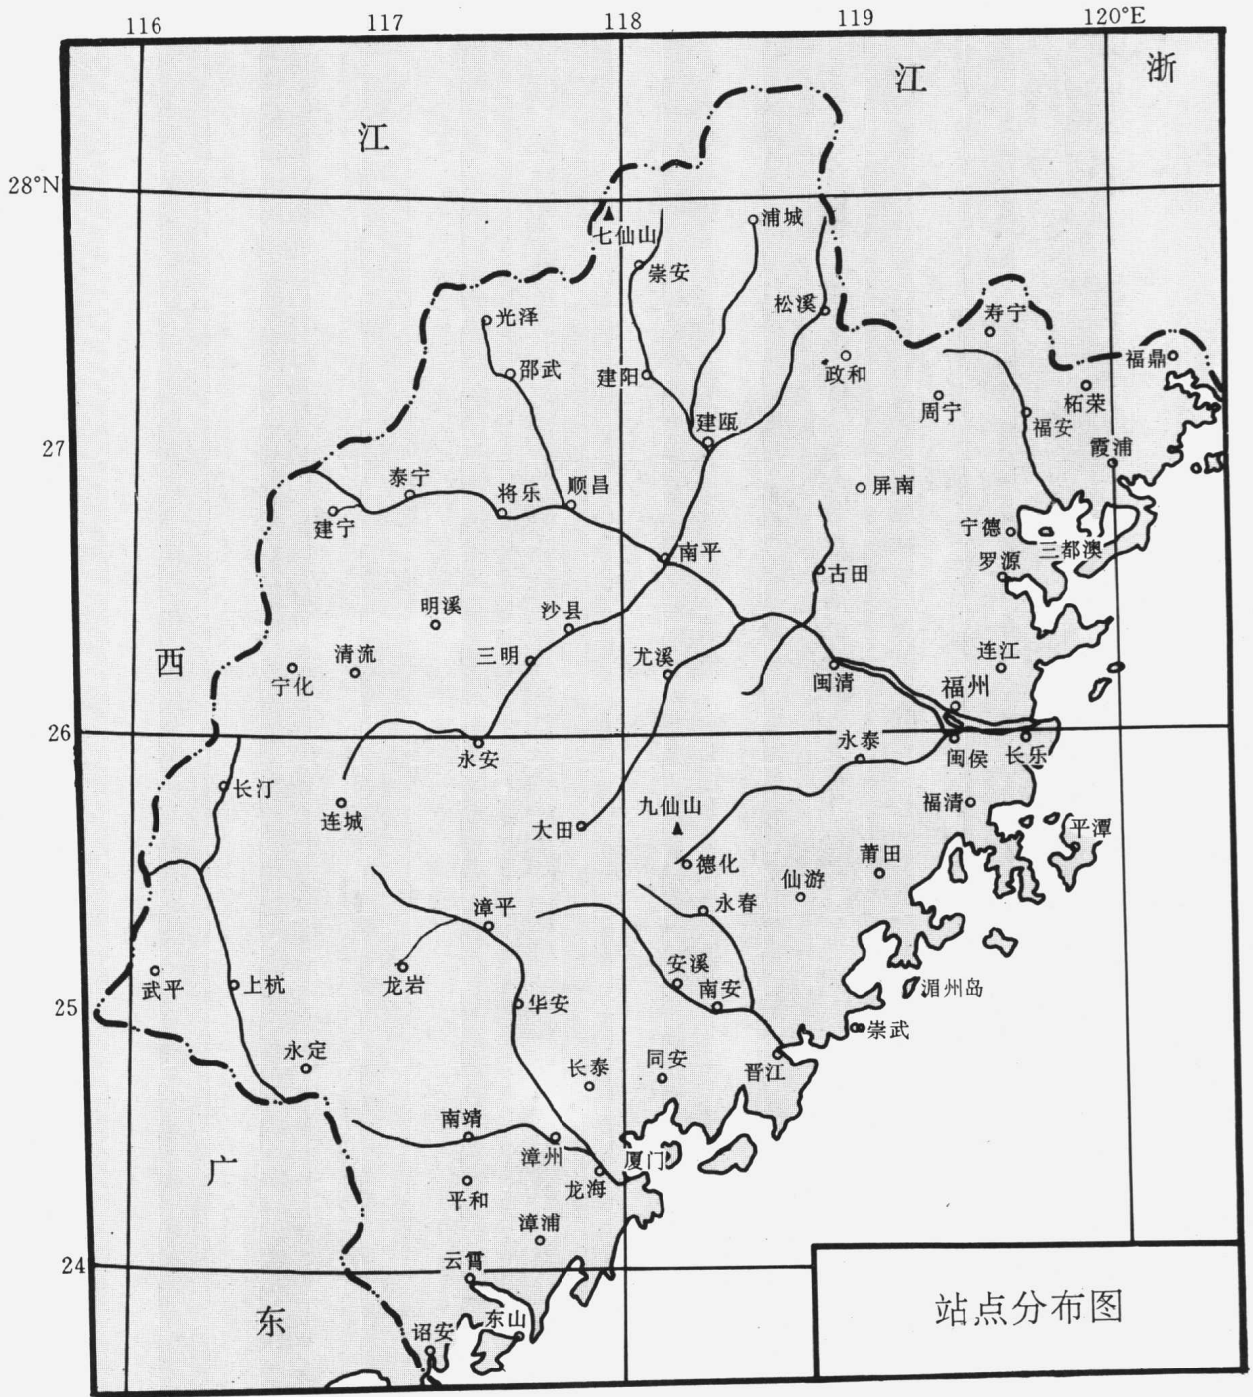 116 117 118 119 120°E
浙
江
江
28°N
七仙山
浦城
崇安
松溪
光泽
寿宁
福鼎
邵武
建阳
政和
柘荣
周宁
建瓯
福安
27
霞浦
泰宁
将乐
顺昌
屏南
建宁
宁德
三都澳
南平
罗源
古田
明溪
沙县
西
清流
三明
尤溪
连江
宁化
闽清
福州
26
永安
永泰
闽侯
长乐
长汀
连城
大田
九仙山
福清
平潭
德化
莆田
仙游
漳平
永春
武平
上杭
龙岩
安溪
南安
湄州岛
25
华安
崇武
永定
长泰
同安
晋江
南靖
广
漳州
厦门
平和
龙海
漳浦
24
云霄
东
诏安
东山
站点分布图